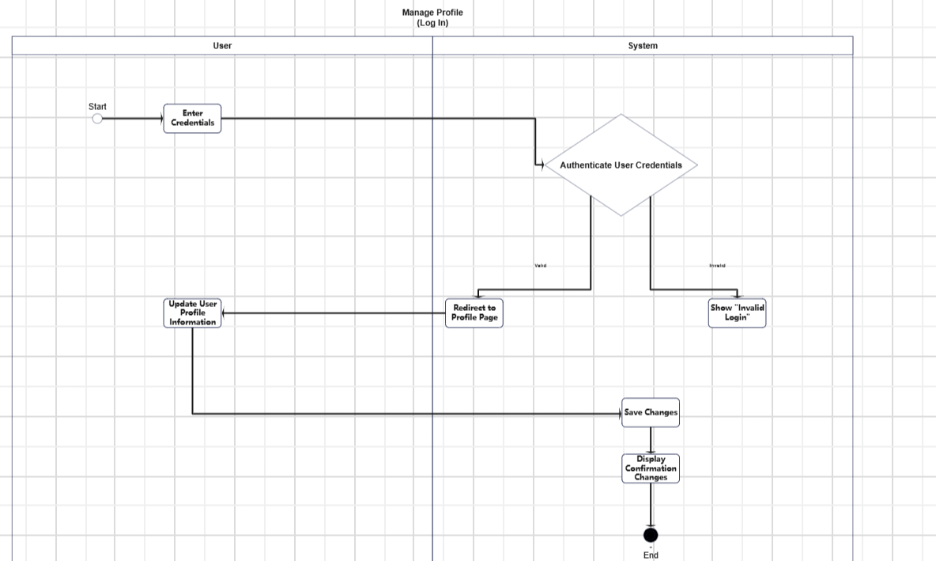 Manage Profile
(Log In)
User
System
Start
Enter
Credentials
Authenticate User Credentials
Valid
Invalid
Update User
Profile
Information
Redirect to
Profile Page
Show "Invalid
Login"
Save Changes
Display
Confirmation
Changes
End